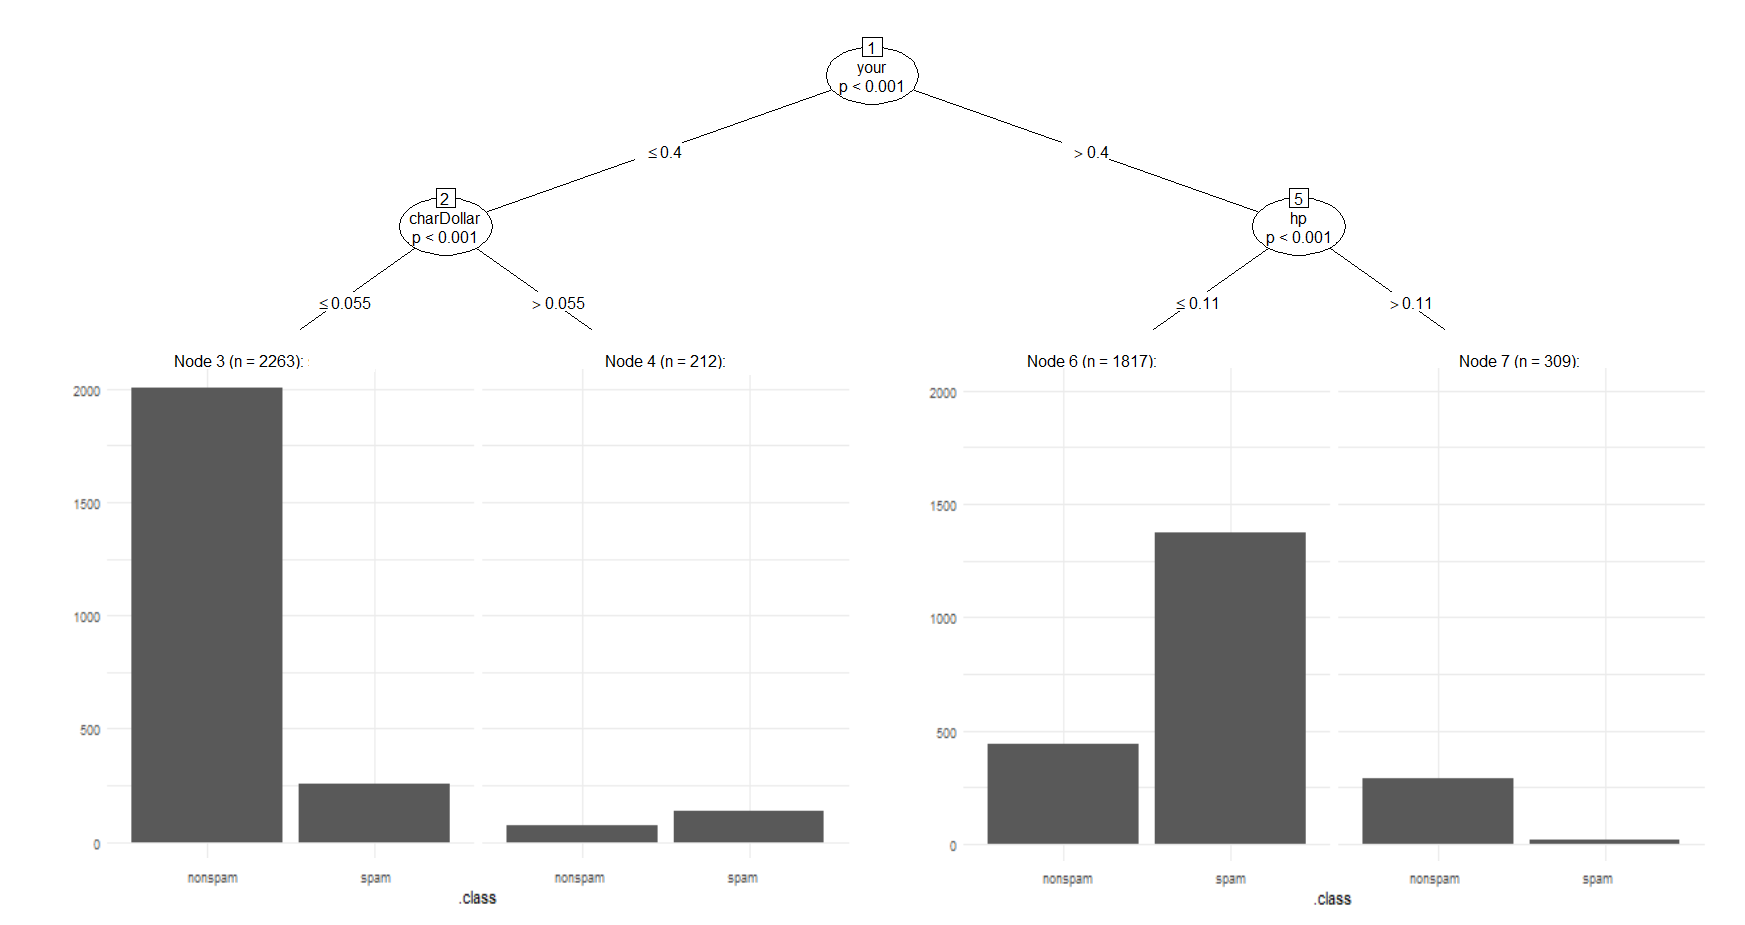 1
your
p < 0.001
≤ 0.4
> 0.4
2
charDollar
p < 0.001
5
hp
p < 0.001
≤ 0.055
> 0.055
≤ 0.11
> 0.11
Node 3 (n = 2263):
Node 4 (n = 212):
Node 6 (n = 1817):
Node 7 (n = 309):
2000
1500
1000
500
0
nonspam
spam
nonspam
spam
.class
2000
1500
1000
500
0
nonspam
spam
nonspam
spam
.class